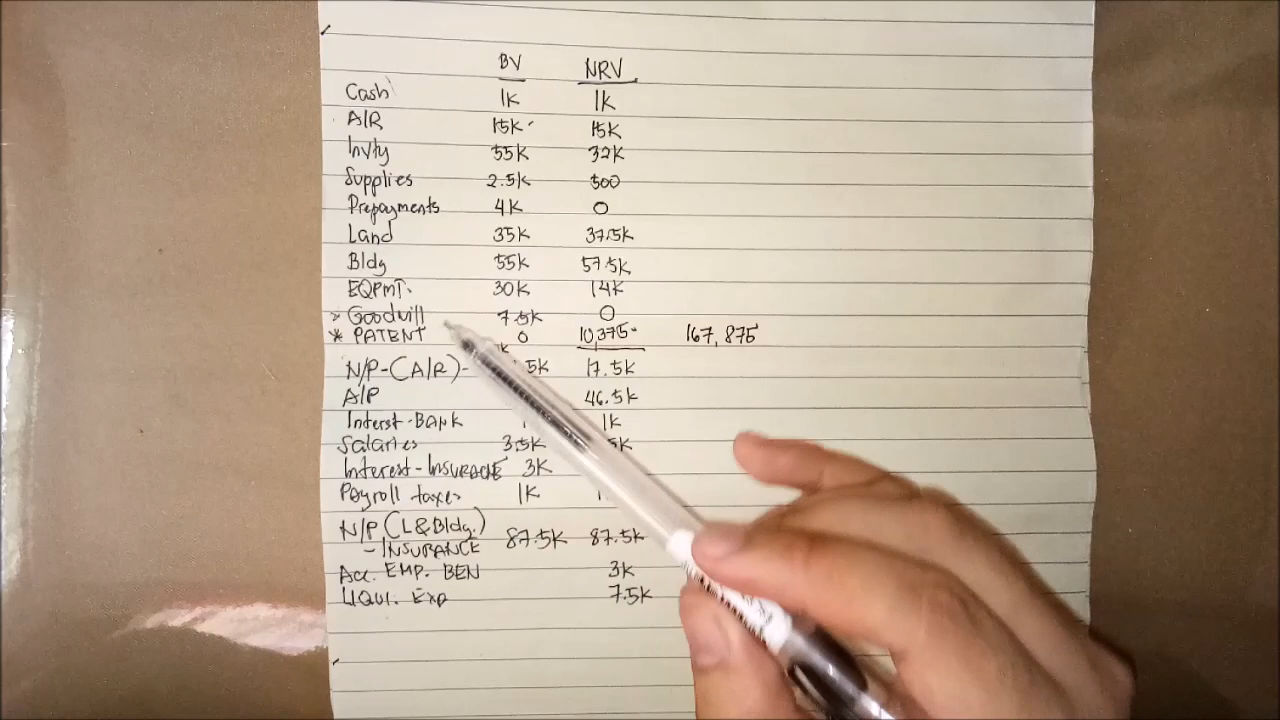 BV NRV
Cash 1K 1K
A/R 15K 15K
Invty 55K 32K
Supplies 2.5K 500
Prepayments 4K 0
Land 35K 37.5K
Bldg 55K 57.5K
EQPMT. 30K 14K
* Goodwill 7.5K 0
* PATENT 0 10,375 167,875
N/P-(A/R)- 5K 17.5K
A/P 46.5K
Interst-BANK 1K
Salaries 3.5K 5K
Interest-INSURANCE 3K
Payroll taxes 1K
N/P (L&Bldg.)
-INSURANCE 87.5K 87.5K
Acc. EMP. BEN 3K
LIQUI. Exp 7.5K